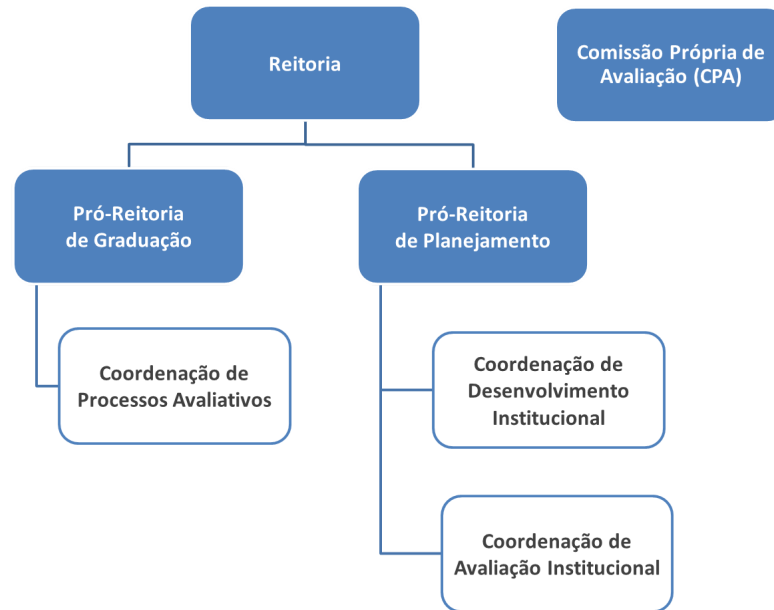 Reitoria
Comissão Própria de
Avaliação (CPA)
Pró-Reitoria
de Graduação
Pró-Reitoria
de Planejamento
Coordenação de
Processos Avaliativos
Coordenação de
Desenvolvimento
Institucional
Coordenação de
Avaliação Institucional